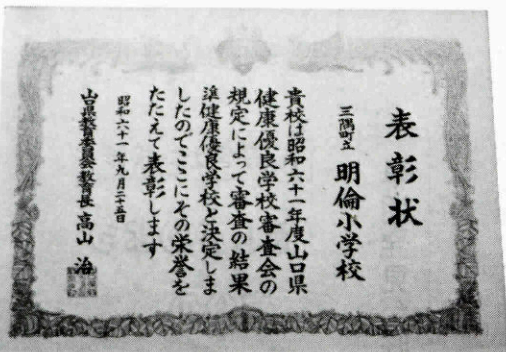 表彰状
三隅町立 明倫小学校
貴校は昭和六十一年度山口県
健康優良学校審査会の
規定によって審査の結果
準健康優良学校と決定しま
したのでここにその栄誉を
たたえて表彰します
昭和六十一年九月二十五日
山口県教育委員会教育長 高山 治